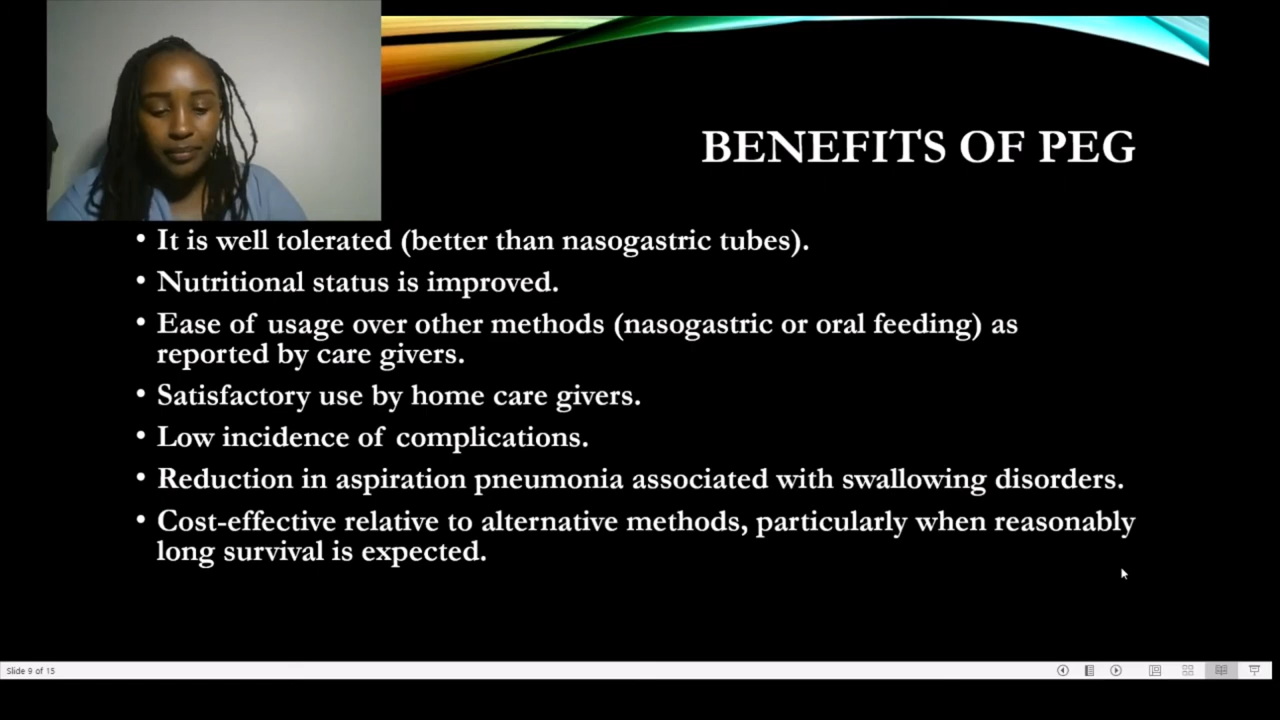 BENEFITS OF PEG
• It is well tolerated (better than nasogastric tubes).
• Nutritional status is improved.
• Ease of usage over other methods (nasogastric or oral feeding) as
reported by care givers.
• Satisfactory use by home care givers.
• Low incidence of complications.
• Reduction in aspiration pneumonia associated with swallowing disorders.
• Cost-effective relative to alternative methods, particularly when reasonably
long survival is expected.
Slide 9 of 15